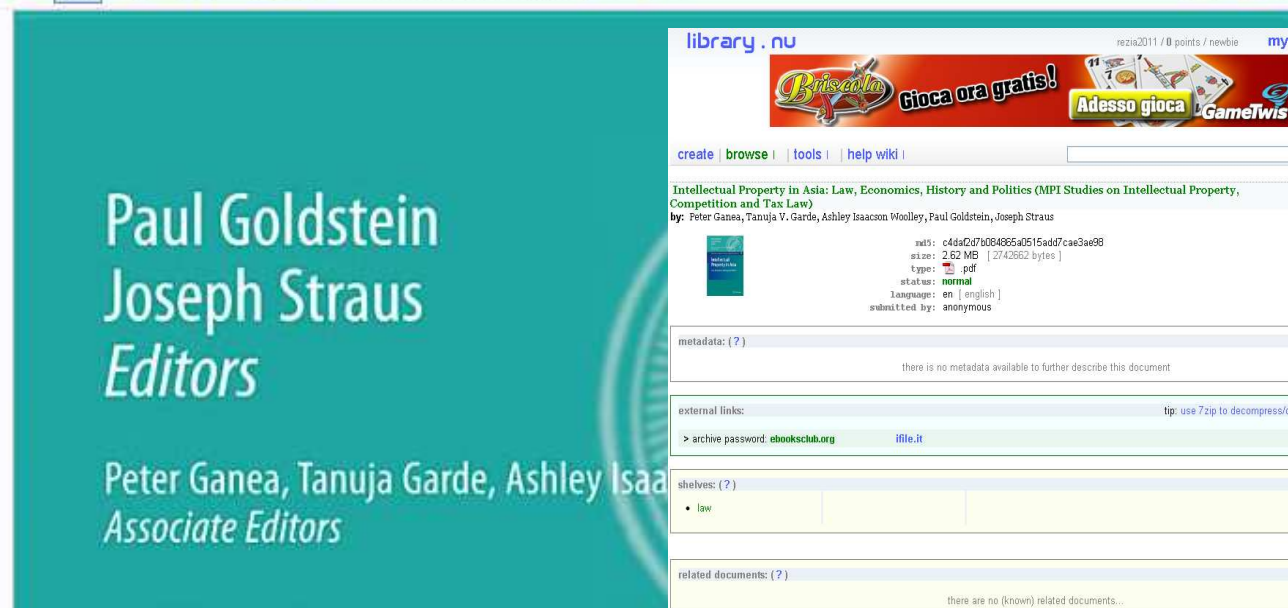 Paul Goldstein
Joseph Straus
Editors
Peter Ganea, Tanuja Garde, Ashley Isaa
Associate Editors
library.nu
rezia2011 / 0 points / newbie my
Briscola Gioca ora gratis! Adesso gioca GameTwis
create | browse | | tools | | help wiki |
Intellectual Property in Asia: Law, Economics, History and Politics (MPI Studies on Intellectual Property,
Competition and Tax Law)
by: Peter Ganea, Tanuja V. Garde, Ashley Isaacson Woolley, Paul Goldstein, Joseph Straus
md5: c4daf2d7b084865a0515add7cae3ae98
size: 2.62 MB [ 2742662 bytes ]
type: .pdf
status: normal
language: en [ english ]
submitted by: anonymous
metadata: ( ? )
there is no metadata available to further describe this document
external links: tip: use 7zip to decompress/
> archive password: ebooksclub.org ifile.it
shelves: ( ? )
• law
related documents: ( ? )
there are no (known) related documents...